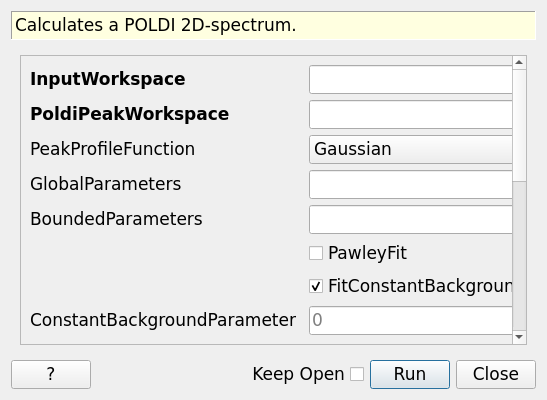 Calculates a POLDI 2D-spectrum.
InputWorkspace
PoldiPeakWorkspace
PeakProfileFunction Gaussian
GlobalParameters
BoundedParameters
PawleyFit
FitConstantBackgroun
ConstantBackgroundParameter 0
? Keep Open Run Close